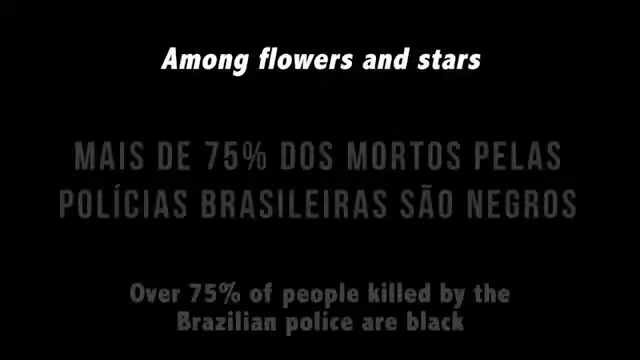 Among flowers and stars
MAIS DE 75% DOS MORTOS PELAS
POLÍCIAS BRASILEIRAS SÃO NEGROS
Over 75% of people killed by the
Brazilian police are black